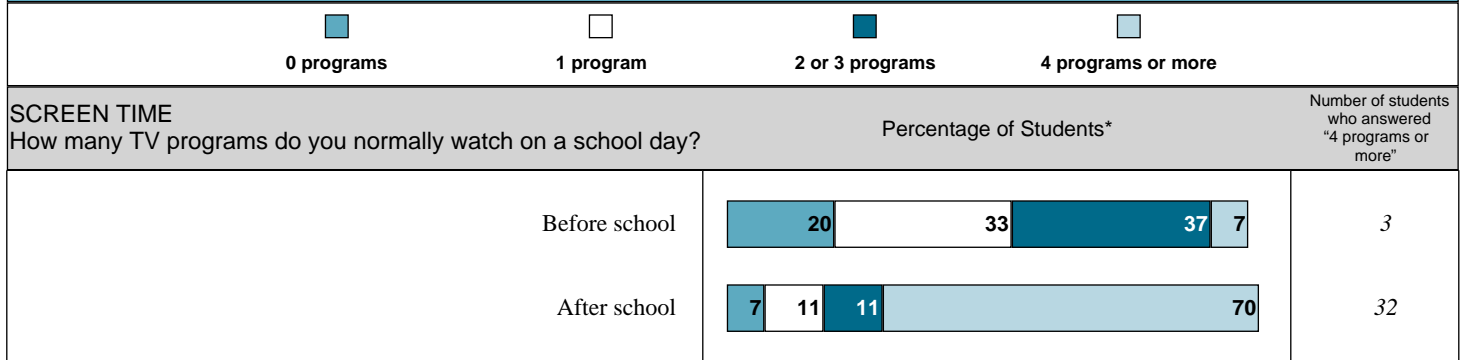 0 programs 1 program 2 or 3 programs 4 programs or more
SCREEN TIME
How many TV programs do you normally watch on a school day?
Percentage of Students*
Number of students
who answered
“4 programs or
more”
Before school 20 33 37 7 3
After school 7 11 11 70 32